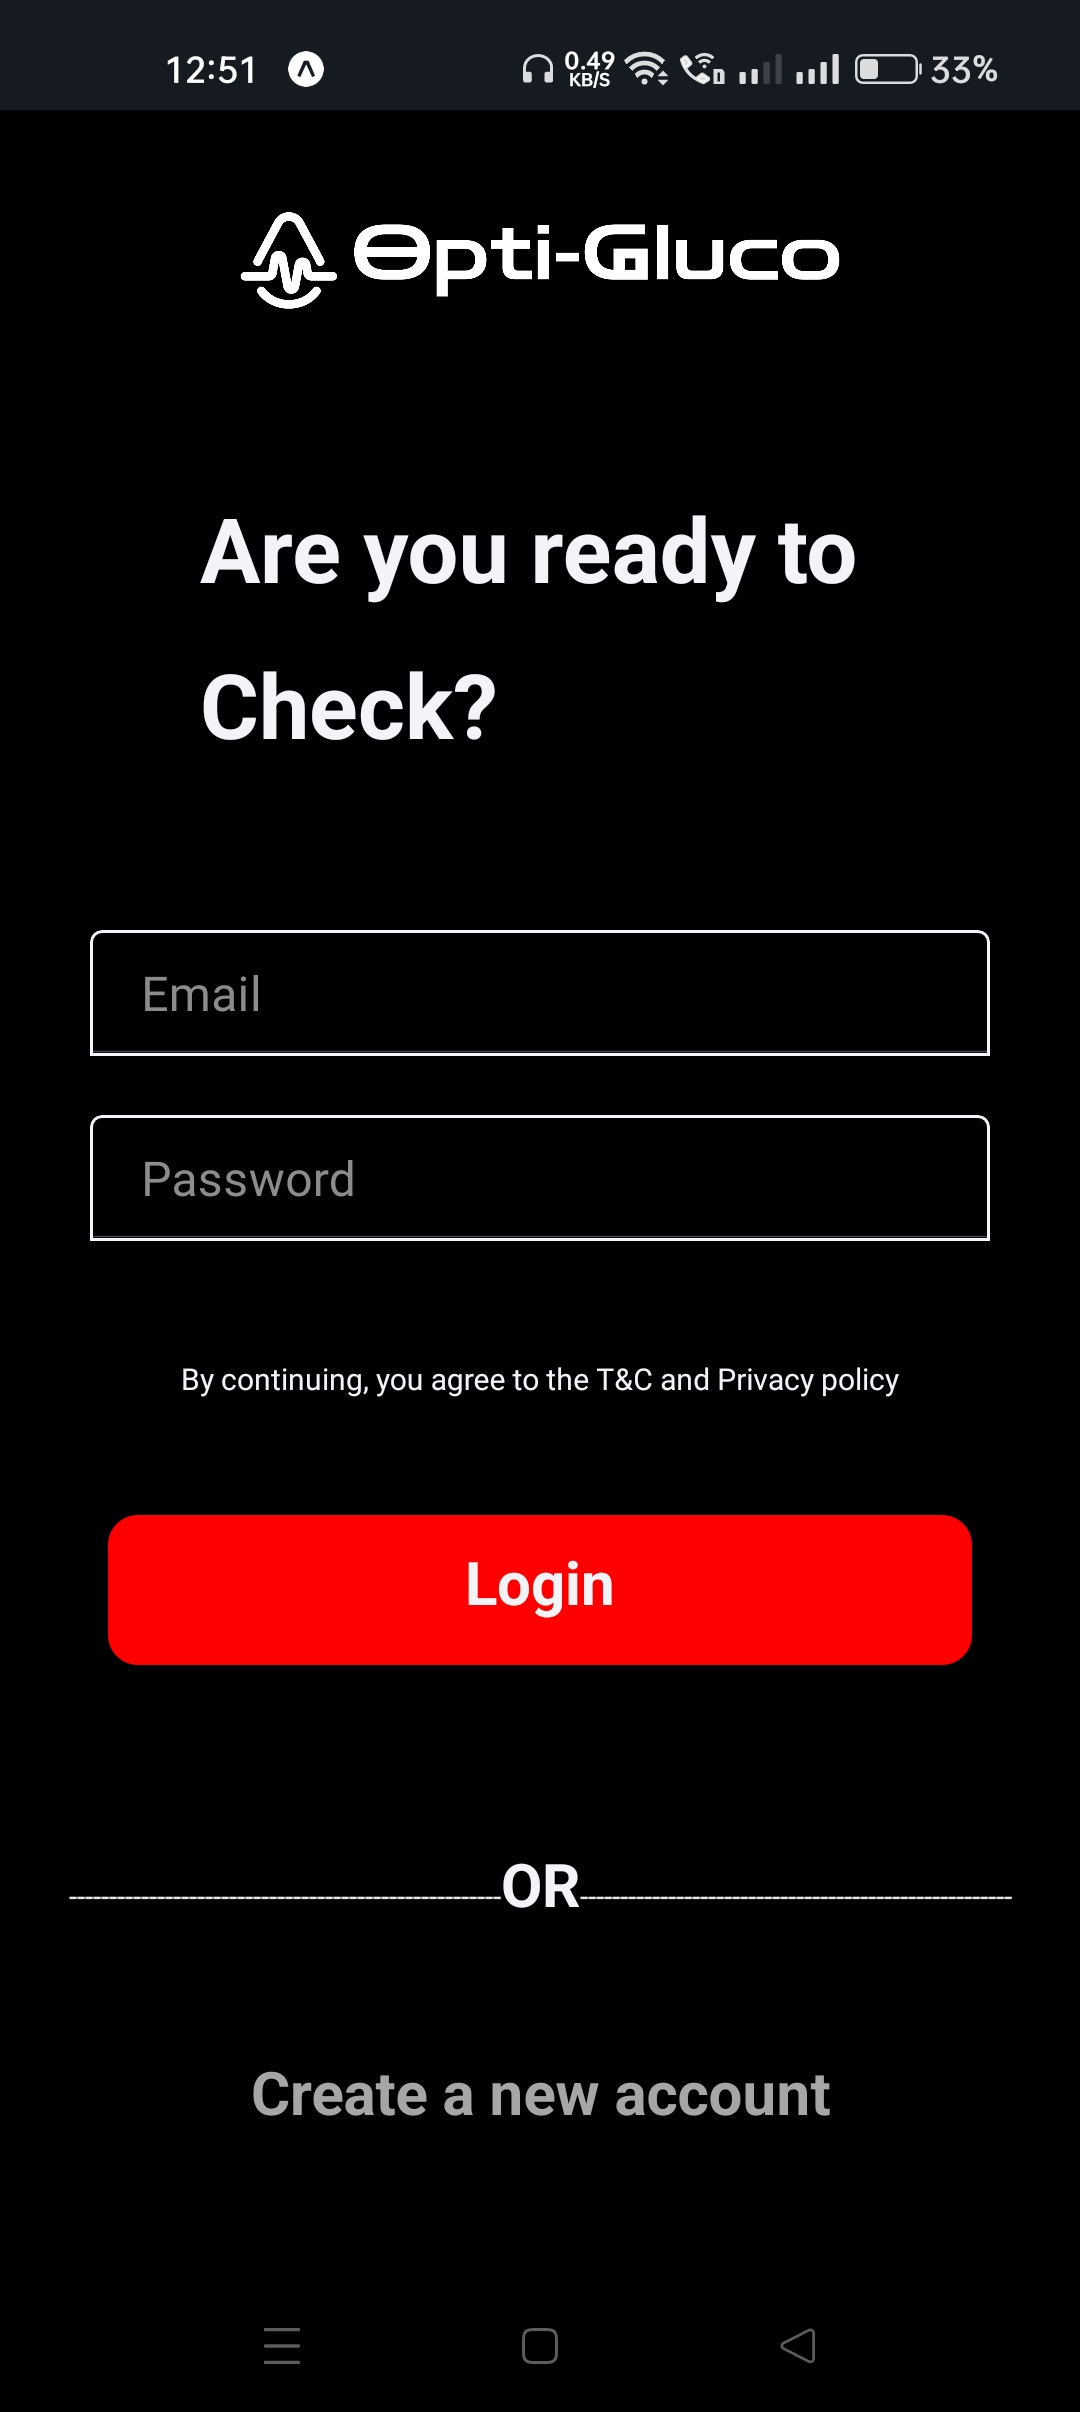 12:51
0.49
KB/S
33%
Opti-Gluco
Are you ready to
Check?
Email
Password
By continuing, you agree to the T&C and Privacy policy
Login
OR
Create a new account